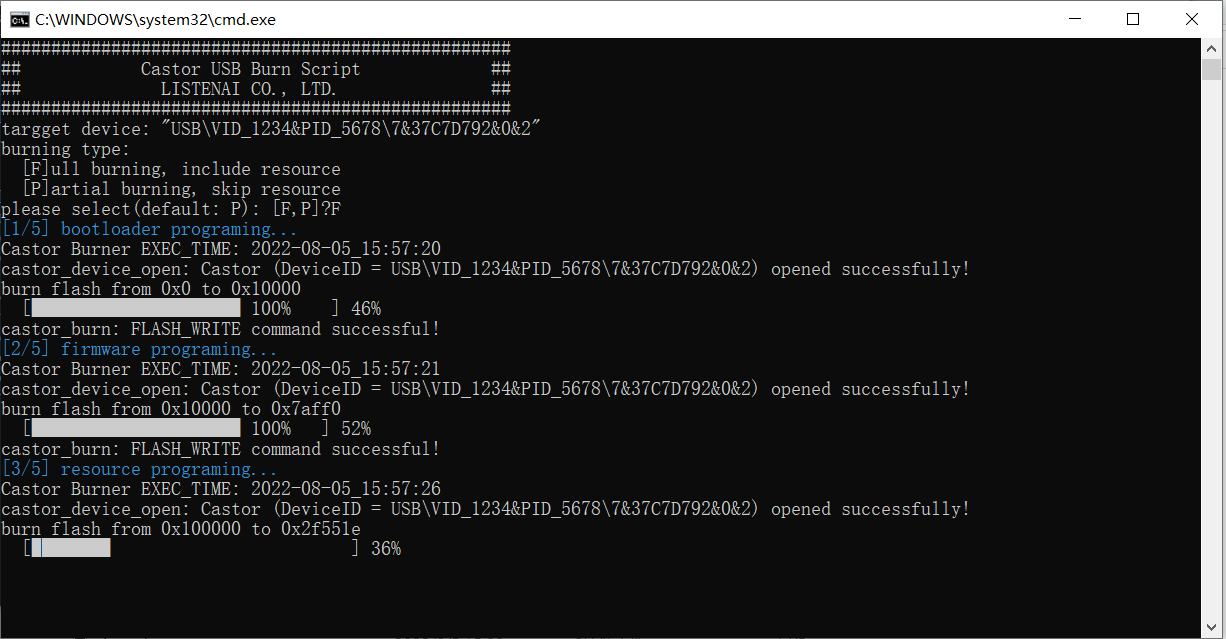 C:\WINDOWS\system32\cmd.exe
###################################################
##            Castor USB Burn Script             ##
##              LISTENAI CO., LTD.               ##
###################################################
targget device: "USB\VID_1234&PID_5678\7&37C7D792&0&2"
burning type:
  [F]ull burning, include resource
  [P]artial burning, skip resource
please select(default: P): [F,P]?F
[1/5] bootloader programing...
Castor Burner EXEC_TIME: 2022-08-05_15:57:20
castor_device_open: Castor (DeviceID = USB\VID_1234&PID_5678\7&37C7D792&0&2) opened successfully!
burn flash from 0x0 to 0x10000
  [ 100%    ] 46%
castor_burn: FLASH_WRITE command successful!
[2/5] firmware programing...
Castor Burner EXEC_TIME: 2022-08-05_15:57:21
castor_device_open: Castor (DeviceID = USB\VID_1234&PID_5678\7&37C7D792&0&2) opened successfully!
burn flash from 0x10000 to 0x7aff0
  [ 100%   ] 52%
castor_burn: FLASH_WRITE command successful!
[3/5] resource programing...
Castor Burner EXEC_TIME: 2022-08-05_15:57:26
castor_device_open: Castor (DeviceID = USB\VID_1234&PID_5678\7&37C7D792&0&2) opened successfully!
burn flash from 0x100000 to 0x2f551e
  [ ] 36%